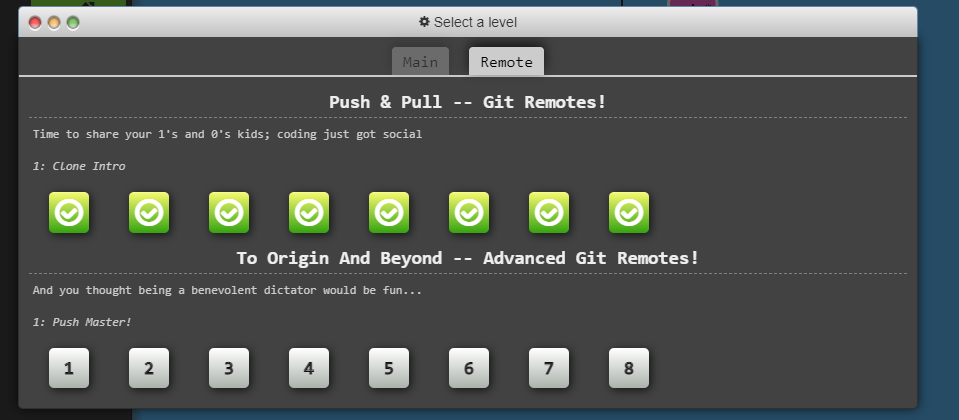 Select a level
Main Remote
Push & Pull -- Git Remotes!
Time to share your 1's and 0's kids; coding just got social
1: Clone Intro
To Origin And Beyond -- Advanced Git Remotes!
And you thought being a benevolent dictator would be fun...
1: Push Master!
1 2 3 4 5 6 7 8